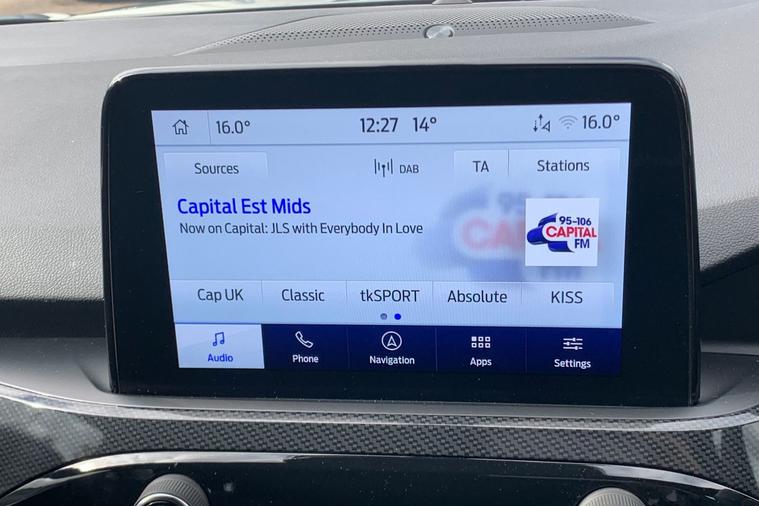 16.0° 12:27 14° 16.0°
Sources DAB TA Stations
Capital Est Mids
Now on Capital: JLS with Everybody In Love
95-106
CAPITAL
FM
Cap UK Classic tkSPORT Absolute KISS
Audio Phone Navigation Apps Settings